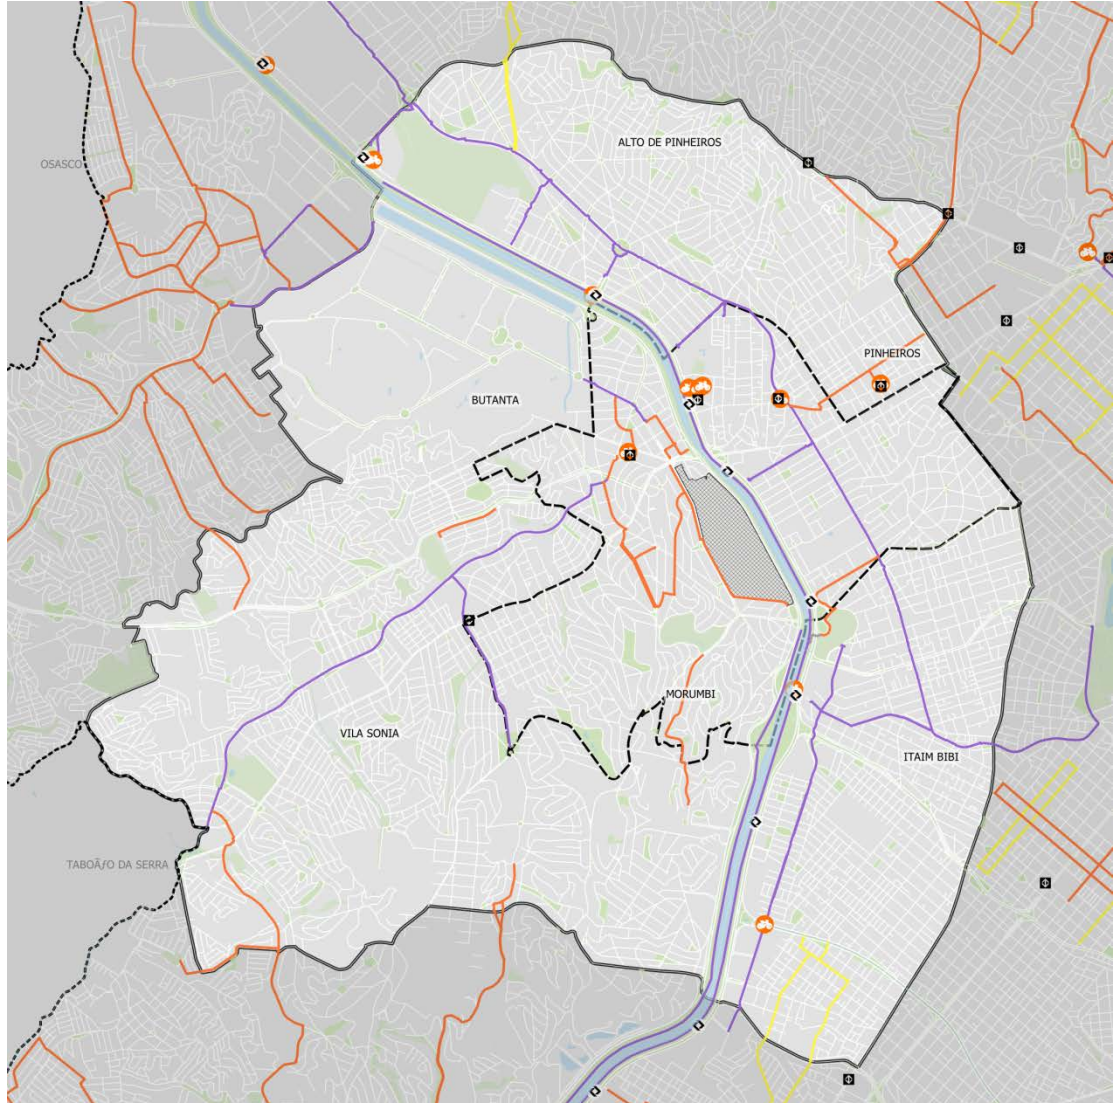 ALTO DE PINHEIROS
OSASCO
PINHEIROS
BUTANTA
MORUMBI
VILA SONIA
ITAIM BIBI
TABOÃƒO DA SERRA